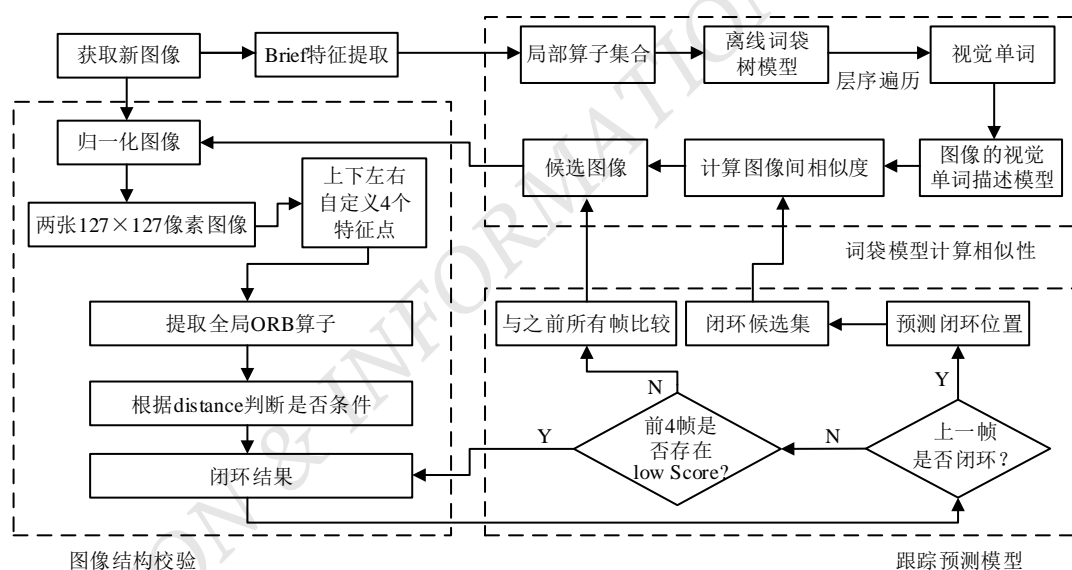 获取新图像
Brief特征提取
局部算子集合
离线词袋
树模型
层序遍历
视觉单词
归一化图像
候选图像
计算图像间相似度
图像的视觉
单词描述模型
两张127×127像素图像
上下左右
自定义4个
特征点
词袋模型计算相似性
提取全局ORB算子
与之前所有帧比较
闭环候选集
预测闭环位置
根据distance判断是否条件
N
Y
前4帧是
否存在
low Score?
Y
N
上一帧
是否闭环?
闭环结果
图像结构校验
跟踪预测模型
ON & INFORMATION